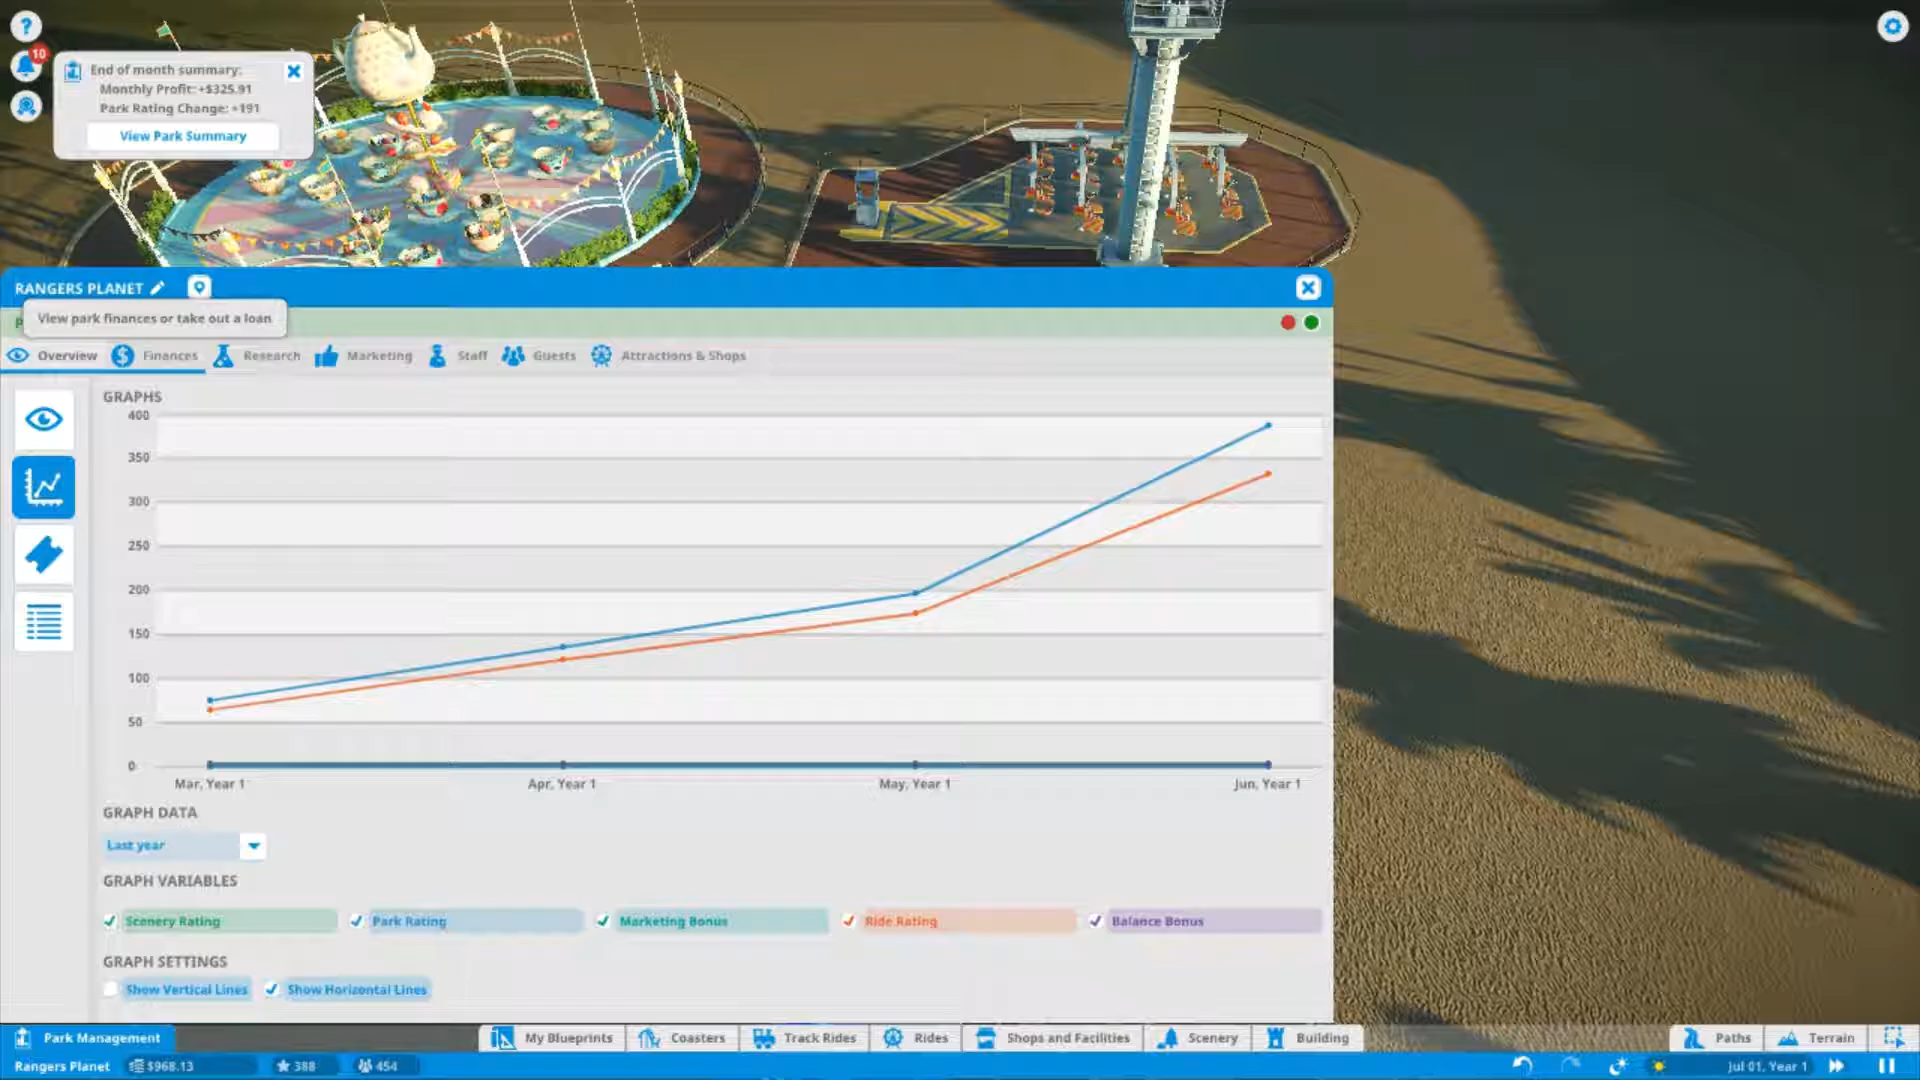 ?
10
End of month summary:
Monthly Profit: +$325.91
Park Rating Change: +191
View Park Summary
RANGERS PLANET
View park finances or take out a loan
Overview
Finances
Research
Marketing
Staff
Guests
Attractions & Shops
GRAPHS
400
350
300
250
200
150
100
50
0
Mar, Year 1
Apr, Year 1
May, Year 1
Jun, Year 1
GRAPH DATA
Last year
GRAPH VARIABLES
Scenery Rating
Park Rating
Marketing Bonus
Ride Rating
Balance Bonus
GRAPH SETTINGS
Show Vertical Lines
Show Horizontal Lines
Park Management
My Blueprints
Coasters
Track Rides
Rides
Shops and Facilities
Scenery
Building
Paths
Terrain
Rangers Planet
$968.13
388
454
Jul 01, Year 1